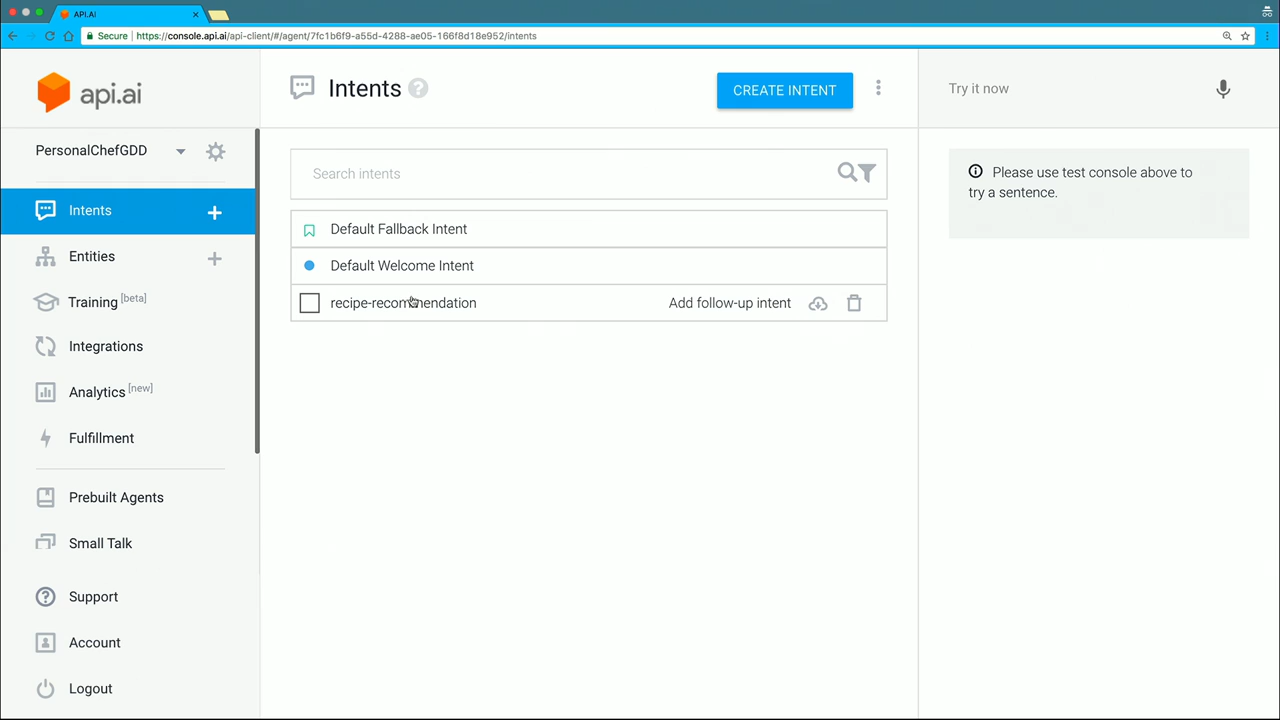 API.AI
Secure
https://console.api.ai/api-client/#/agent/7fc1b6f9-a55d-4288-ae05-166f8d18e952/intents
api.ai
Intents
CREATE INTENT
Try it now
PersonalChefGDD
Search intents
Please use test console above to
try a sentence.
Intents
Default Fallback Intent
Entities
Default Welcome Intent
Training [beta]
recipe-recommendation
Add follow-up intent
Integrations
Analytics [new]
Fulfillment
Prebuilt Agents
Small Talk
Support
Account
Logout